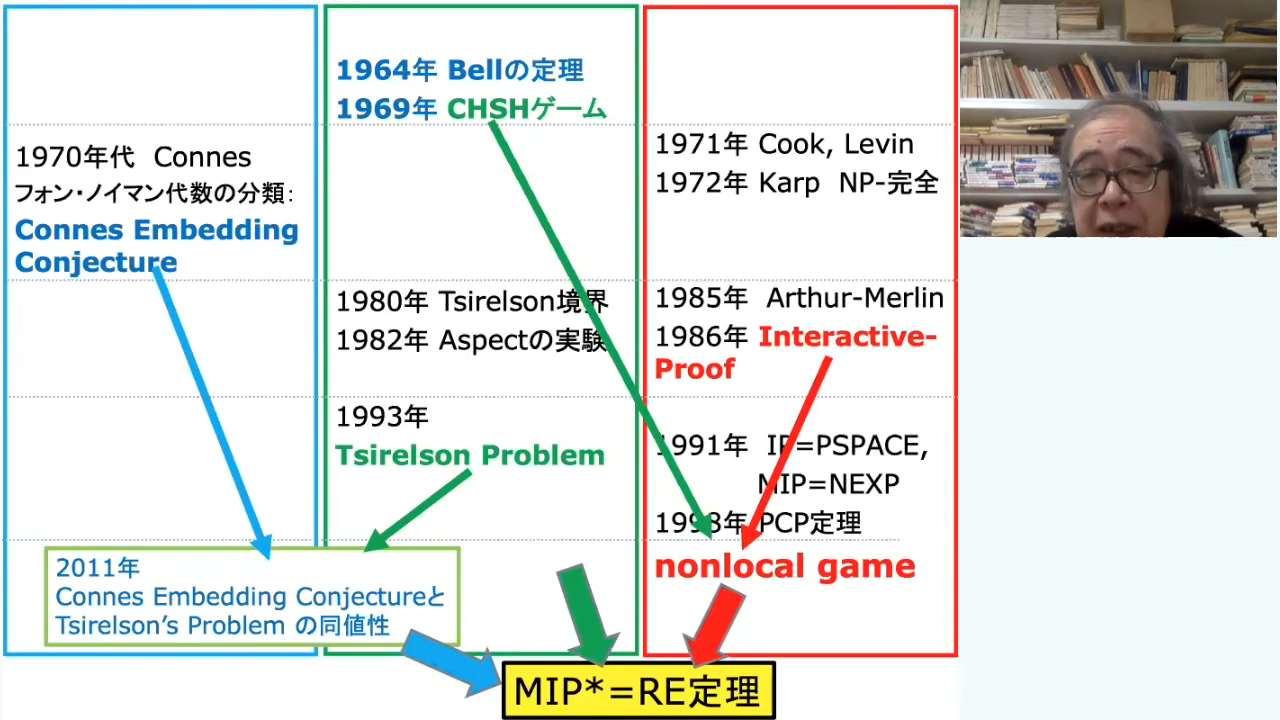 1970年代 Connes
フォン・ノイマン代数の分類:
Connes Embedding
Conjecture
1964年 Bellの定理
1969年 CHSHゲーム
1980年 Tsirelson境界
1982年 Aspectの実験
1993年
Tsirelson Problem
1971年 Cook, Levin
1972年 Karp NP-完全
1985年 Arthur-Merlin
1986年 Interactive-
Proof
1991年 IP=PSPACE,
MIP=NEXP
1998年 PCP定理
nonlocal game
2011年
Connes Embedding Conjectureと
Tsirelson’s Problem の同値性
MIP*=RE定理